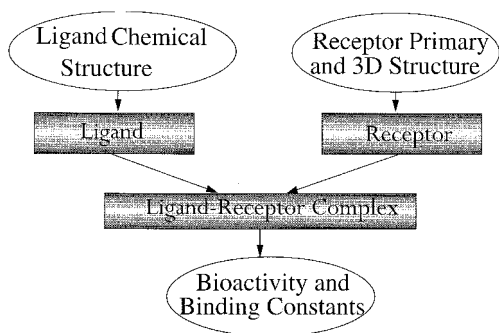 Ligand Chemical
Structure
Receptor Primary
and 3D Structure
Ligand
Receptor
Ligand-Receptor Complex
Bioactivity and
Binding Constants